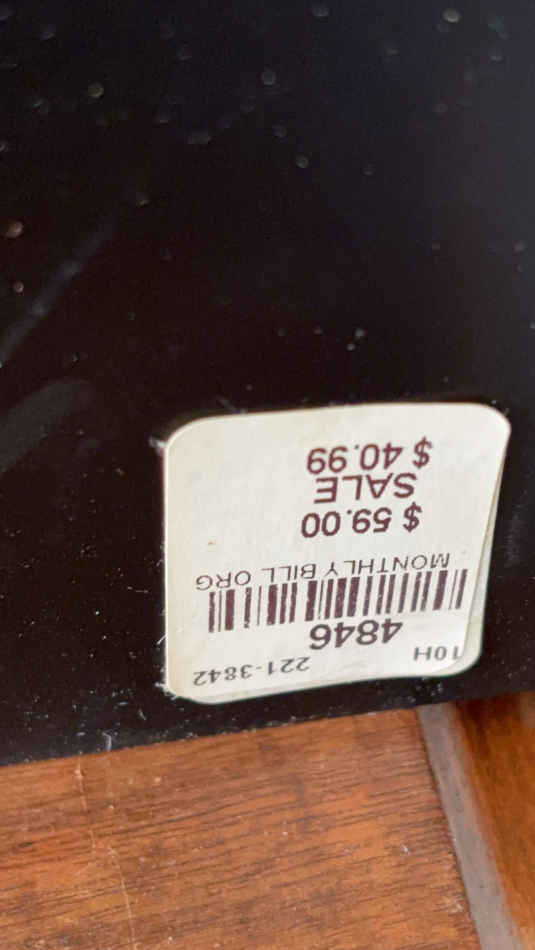 10H 221-3842
4846
MONTHLY BILL ORG
$ 59.00
SALE
$ 40.99